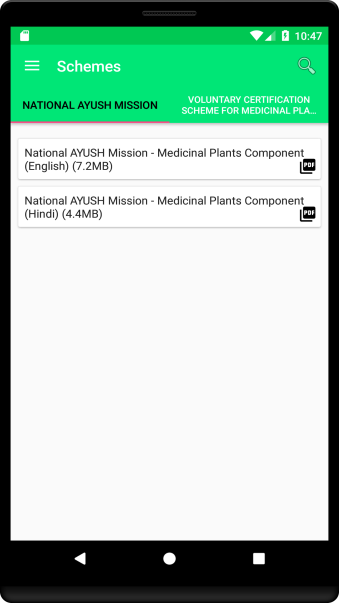 10:47
Schemes
NATIONAL AYUSH MISSION
VOLUNTARY CERTIFICATION
SCHEME FOR MEDICINAL PLA...
National AYUSH Mission - Medicinal Plants Component
(English) (7.2MB)
PDF
National AYUSH Mission - Medicinal Plants Component
(Hindi) (4.4MB)
PDF